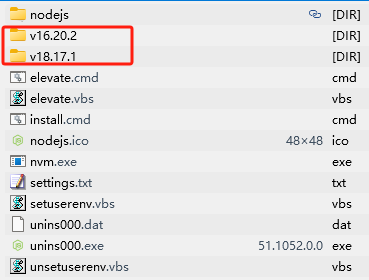 nodejs [DIR]
v16.20.2 [DIR]
v18.17.1 [DIR]
elevate.cmd cmd
elevate.vbs vbs
install.cmd cmd
nodejs.ico 48×48 ico
nvm.exe exe
settings.txt txt
setuserenv.vbs vbs
unins000.dat dat
unins000.exe 51.1052.0.0 exe
unsetuserenv.vbs vbs